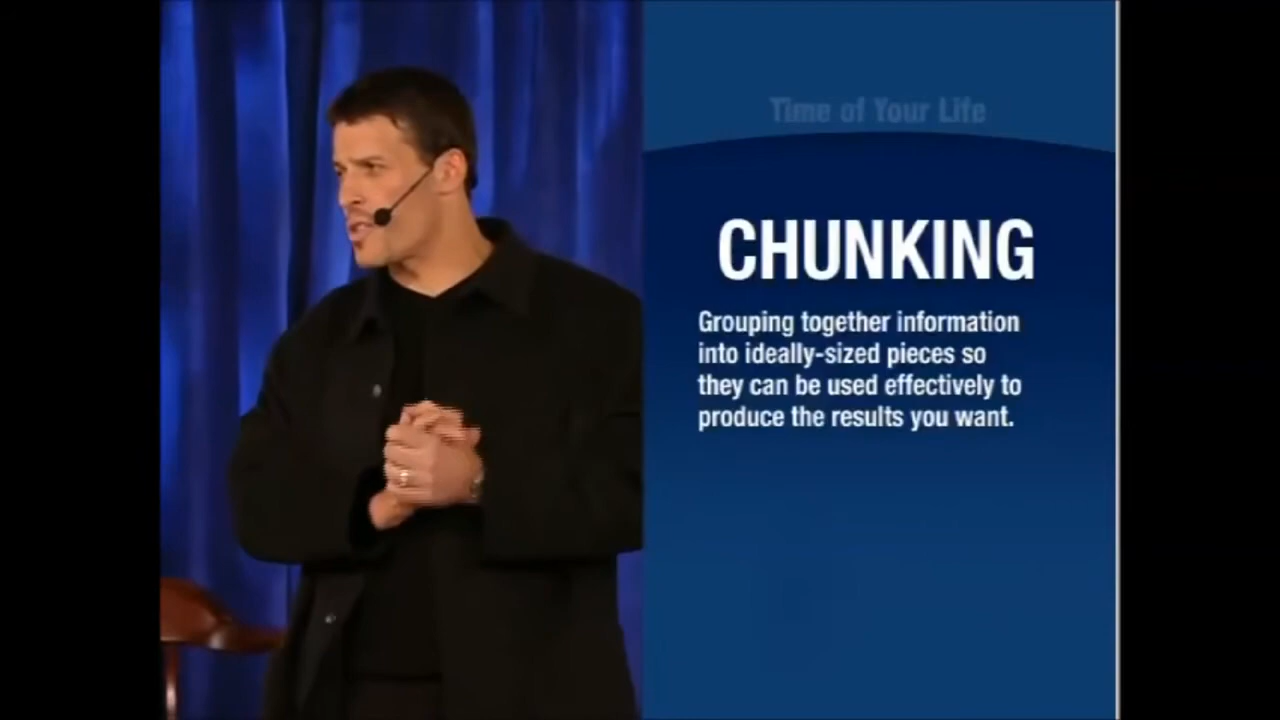 Time of Your Life
CHUNKING
Grouping together information
into ideally-sized pieces so
they can be used effectively to
produce the results you want.